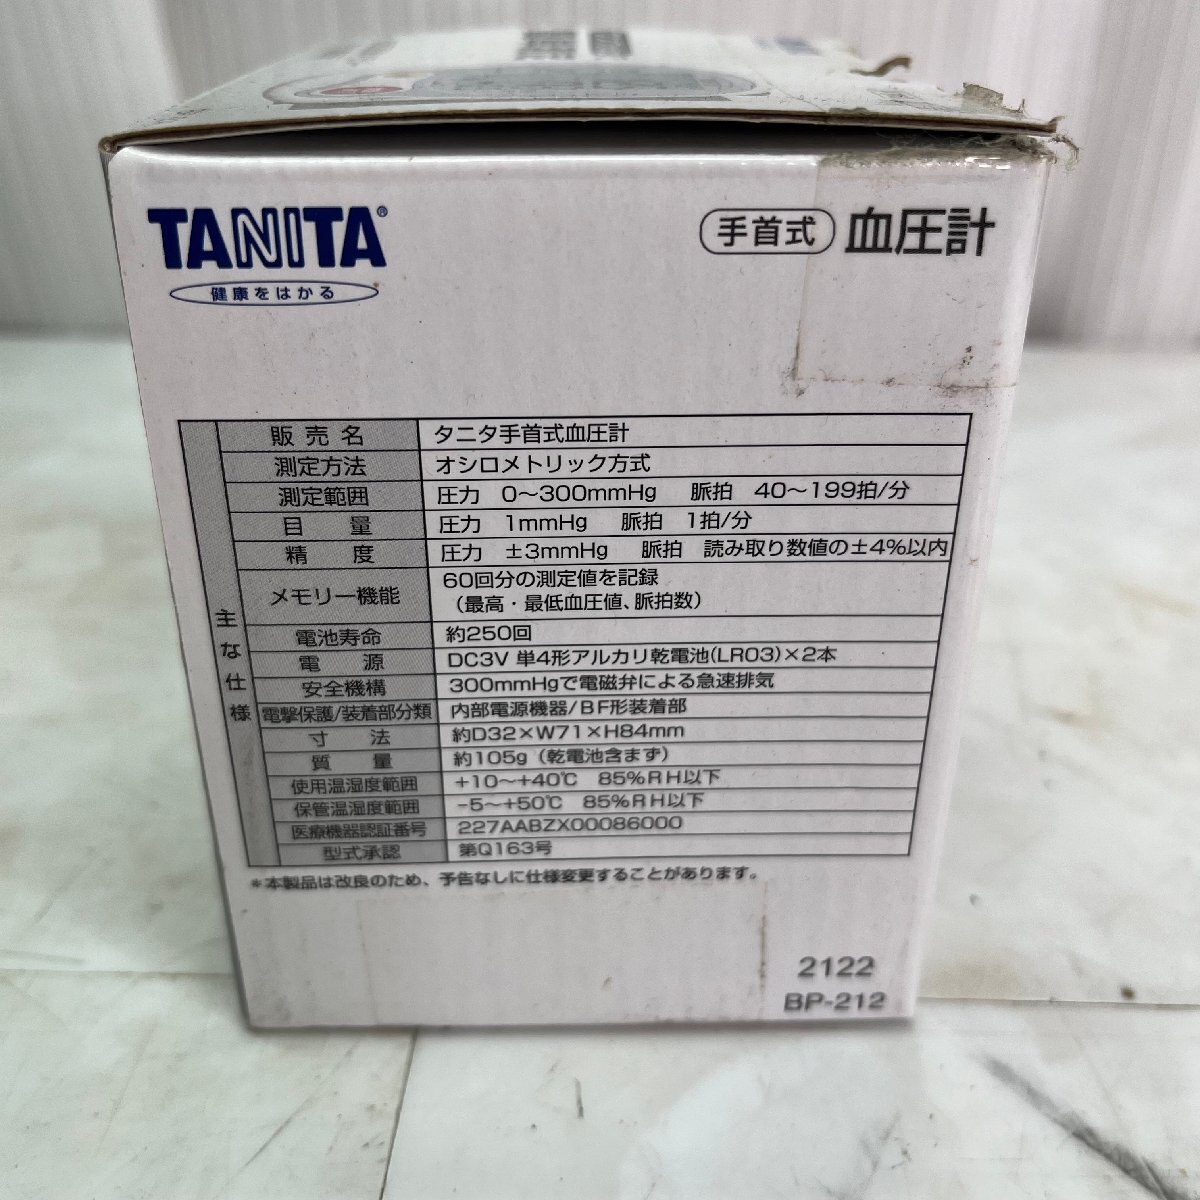 TANITA®
健康をはかる
手首式 血圧計
主な仕様
販売名 タニタ手首式血圧計
測定方法 オシロメトリック方式
測定範囲 圧力 0～300mmHg 脈拍 40～199拍/分
目量 圧力 1mmHg 脈拍 1拍/分
精度 圧力 ±3mmHg 脈拍 読み取り数値の±4%以内
メモリー機能 60回分の測定値を記録
（最高・最低血圧値、脈拍数）
電池寿命 約250回
電源 DC3V 単4形アルカリ乾電池(LR03)×2本
安全機構 300mmHgで電磁弁による急速排気
電撃保護/装着部分類 内部電源機器/BF形装着部
寸法 約D32×W71×H84mm
質量 約105g（乾電池含まず）
使用温湿度範囲 +10～+40℃ 85%RH以下
保管温湿度範囲 -5～+50℃ 85%RH以下
医療機器認証番号 227AABZX00086000
型式承認 第Q163号
＊本製品は改良のため、予告なしに仕様変更することがあります。
2122
BP-212